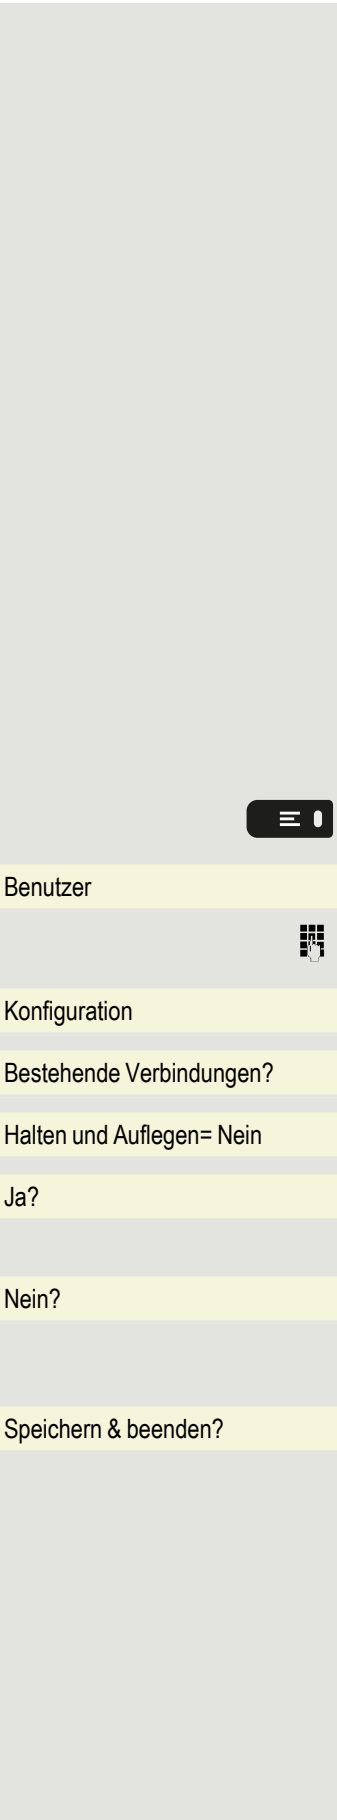 Benutzer
Konfiguration
Bestehende Verbindungen?
Halten und Auflegen= Nein
Ja?
Nein?
Speichern & beenden?